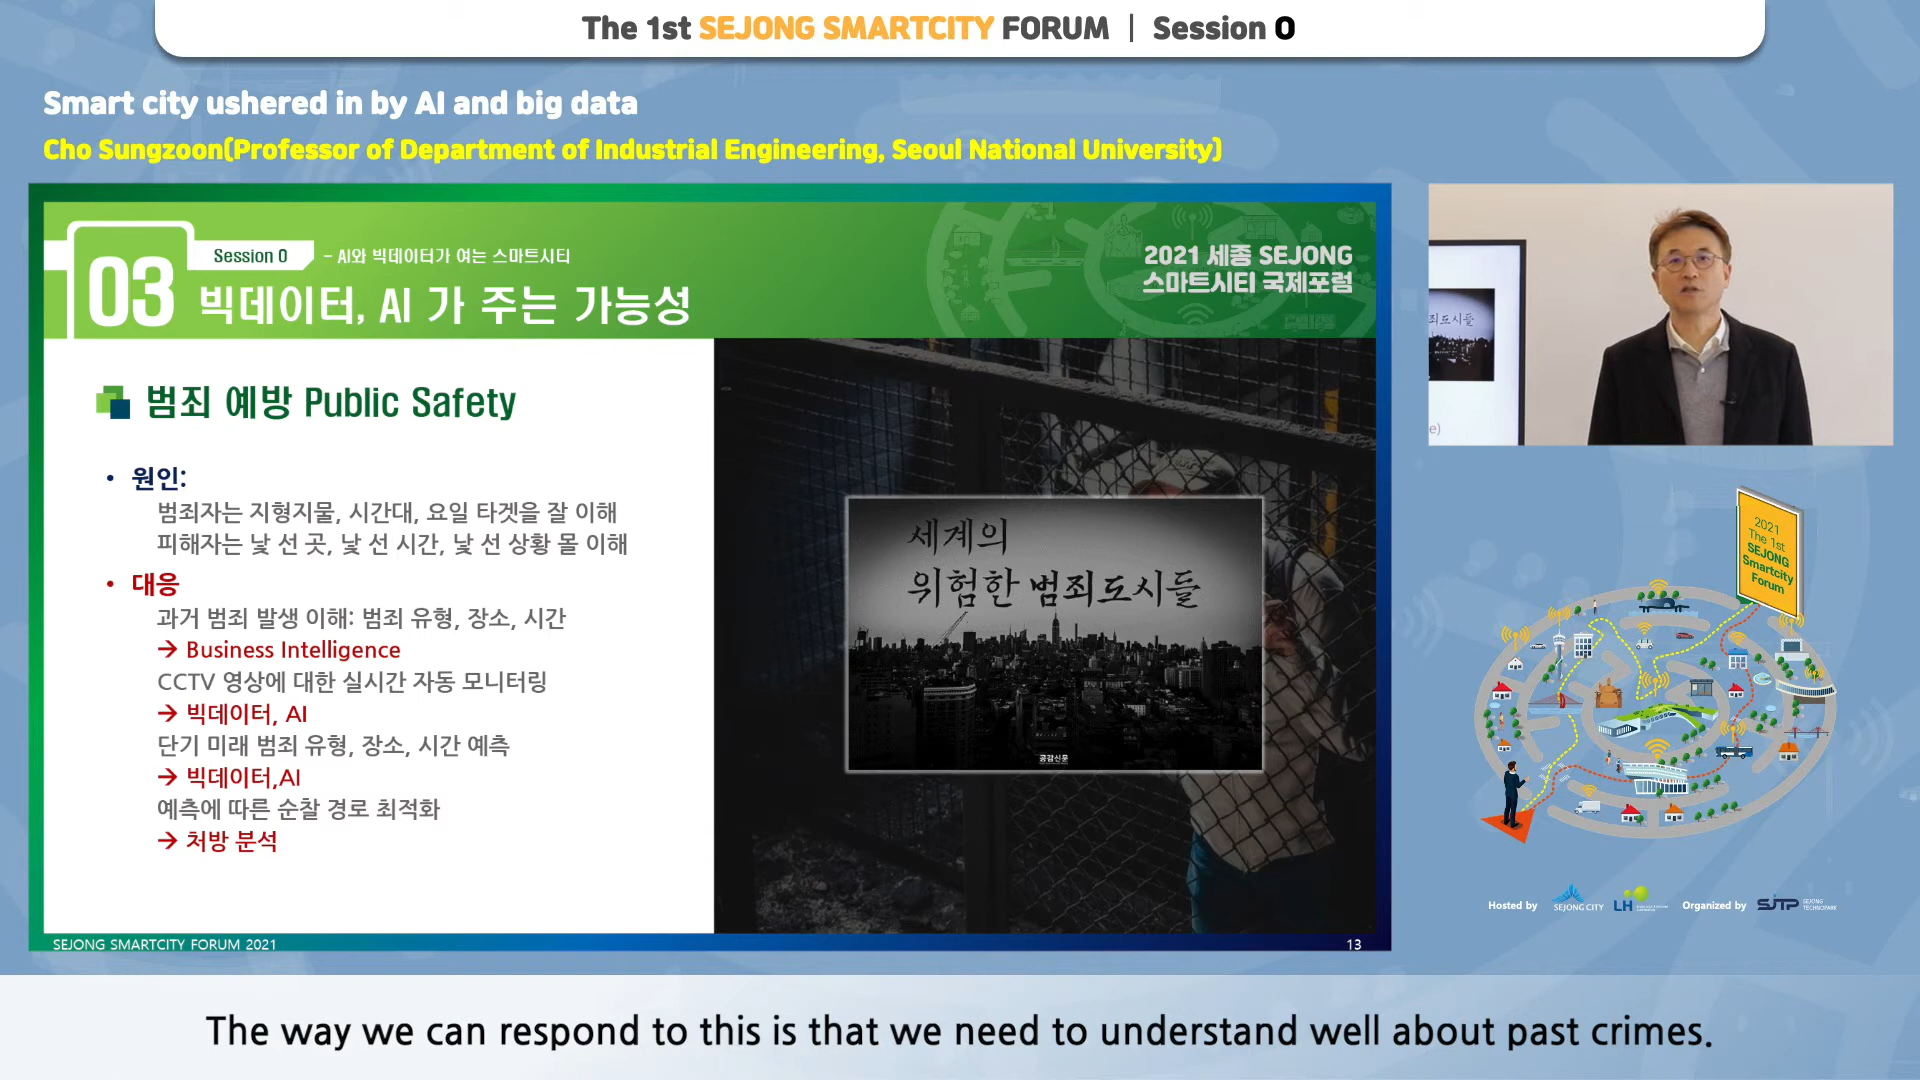 The 1st SEJONG SMARTCITY FORUM | Session 0
Smart city ushered in by AI and big data
Cho Sungzoon(Professor of Department of Industrial Engineering, Seoul National University)
03
Session 0
- AI와 빅데이터가 여는 스마트시티
빅데이터, AI 가 주는 가능성
2021 세종 SEJONG
스마트시티 국제포럼
범죄 예방 Public Safety
• 원인:
범죄자는 지형지물, 시간대, 요일 타겟을 잘 이해
피해자는 낯 선 곳, 낯 선 시간, 낯 선 상황 몰 이해
• 대응
과거 범죄 발생 이해: 범죄 유형, 장소, 시간
→ Business Intelligence
CCTV 영상에 대한 실시간 자동 모니터링
→ 빅데이터, AI
단기 미래 범죄 유형, 장소, 시간 예측
→ 빅데이터,AI
예측에 따른 순찰 경로 최적화
→ 처방 분석
세계의
위험한 범죄도시들
공감신문
SEJONG SMARTCITY FORUM 2021
13
죄도시들
e)
2021
The 1st
SEJONG
Smartcity
Forum
Hosted by
SEJONG CITY
LH
Organized by
SJTP
SEJONG
TECHNOPARK
The way we can respond to this is that we need to understand well about past crimes.